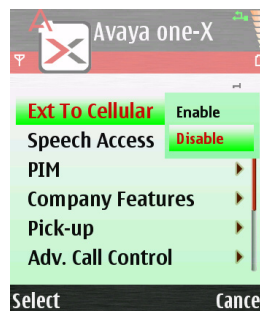 Avaya one-X
Ext To Cellular
Enable
Speech Access
Disable
PIM
Company Features
Pick-up
Adv. Call Control
Select
Cance